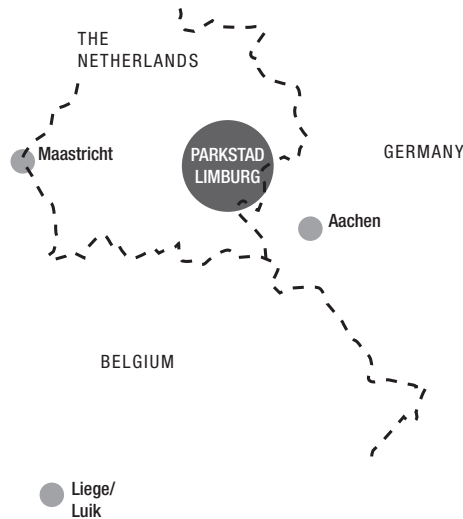 THE
NETHERLANDS
Maastricht
PARKSTAD
LIMBURG
GERMANY
Aachen
BELGIUM
Liege/
Luik